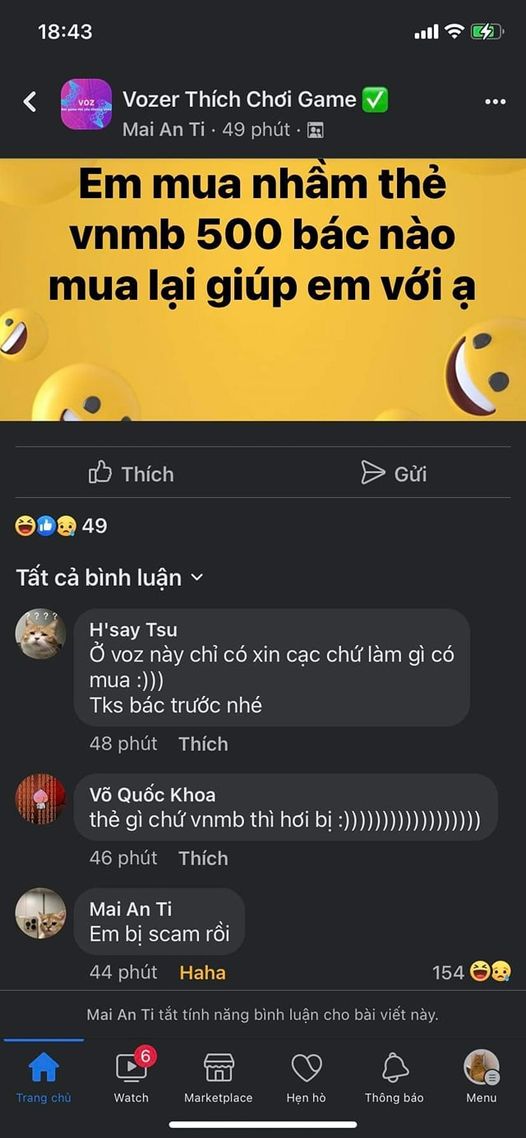 18:43
VOZ
Vozer Thích Chơi Game ✅
Mai An Ti · 49 phút ·
Em mua nhầm thẻ
vnmb 500 bác nào
mua lại giúp em với ạ
Thích
Gửi
49
Tất cả bình luận
? ? ? ?
H'say Tsu
Ở voz này chỉ có xin cạc chứ làm gì có
mua :)))
Tks bác trước nhé
48 phút Thích
Võ Quốc Khoa
thẻ gì chứ vnmb thì hơi bị :))))))))))))))))))
46 phút Thích
Mai An Ti
Em bị scam rồi
44 phút Haha 154
Mai An Ti tắt tính năng bình luận cho bài viết này.
6
Trang chủ Watch Marketplace Hẹn hò Thông báo Menu